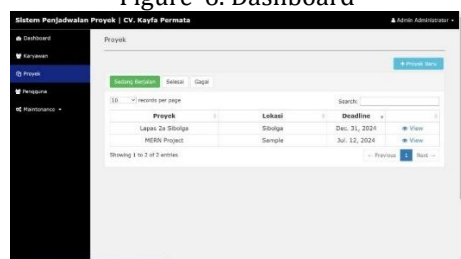 Figure 6. Dashboard
Sistem Penjadwalan Proyek | CV. Kayfa Permata
Admin Administrator
Dashboard
Proyek
Karyawan
Proyek
+ Proyek Baru
Pengguna
Sedang Berjalan Selesai Gagal
Maintenance
10 records per page
Search:
Proyek Lokasi Deadline
Lapas 2a Sibolga Sibolga Dec. 31, 2024 View
MERN Project Sample Jul. 12, 2024 View
Showing 1 to 2 of 2 entries
← Previous 1 Next →